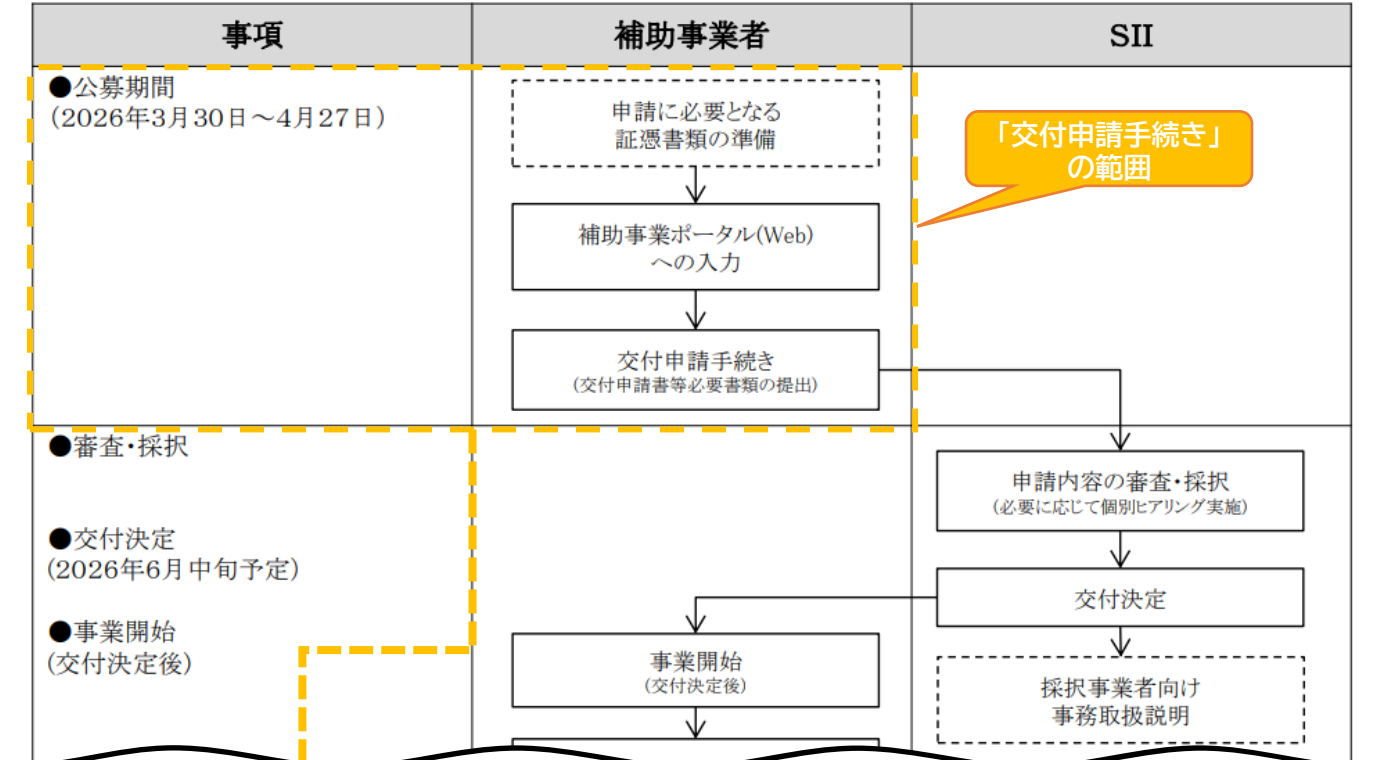 事項
補助事業者
SII
●公募期間
(2026年3月30日～4月27日)
申請に必要となる
証憑書類の準備
「交付申請手続き」
の範囲
補助事業ポータル(Web)
への入力
交付申請手続き
(交付申請書等必要書類の提出)
●審査・採択
申請内容の審査・採択
(必要に応じて個別ヒアリング実施)
●交付決定
(2026年6月中旬予定)
交付決定
●事業開始
(交付決定後)
事業開始
(交付決定後)
採択事業者向け
事務取扱説明